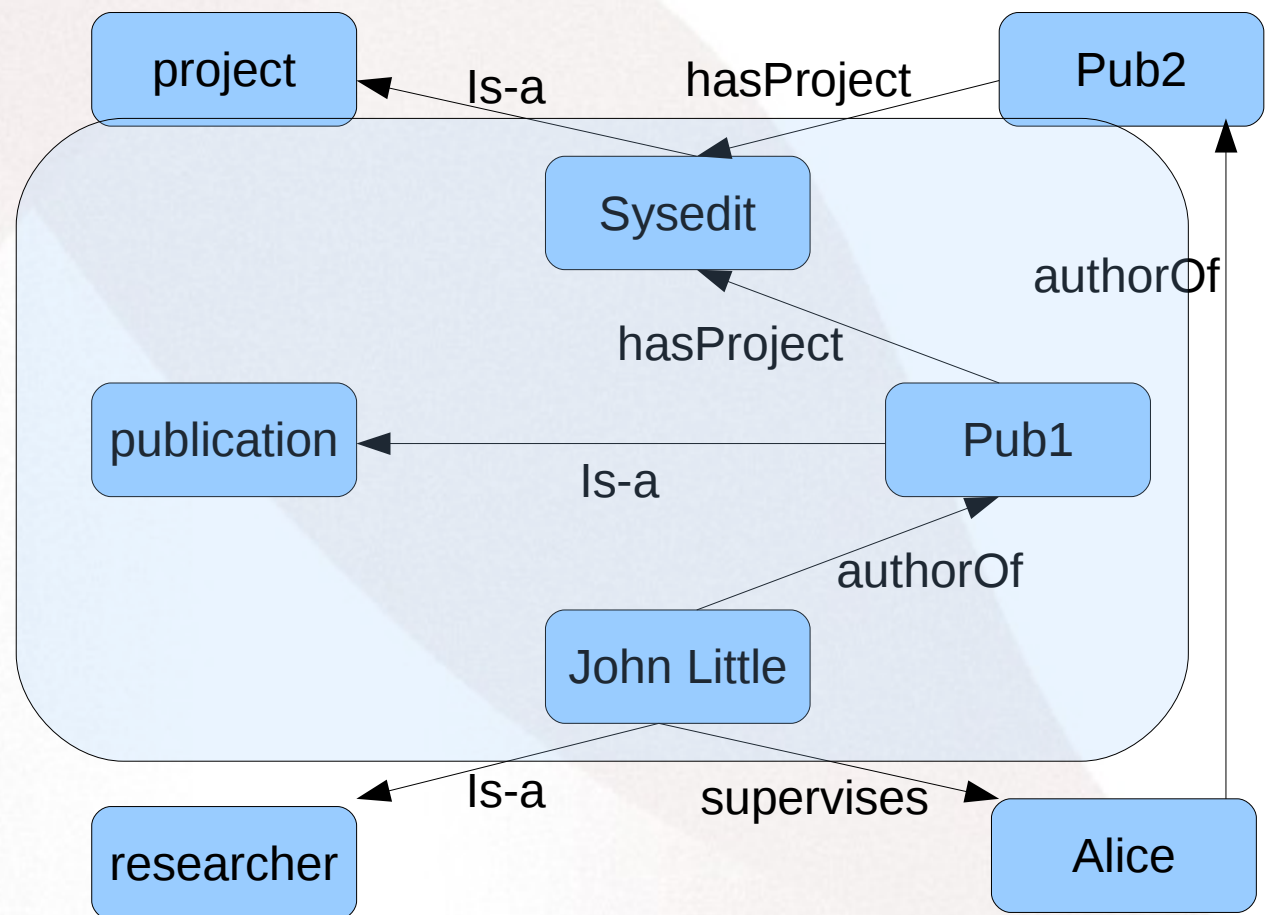 project
Is-a
hasProject
Pub2
Sysedit
authorOf
hasProject
publication
Is-a
Pub1
authorOf
John Little
Is-a
supervises
researcher
Alice